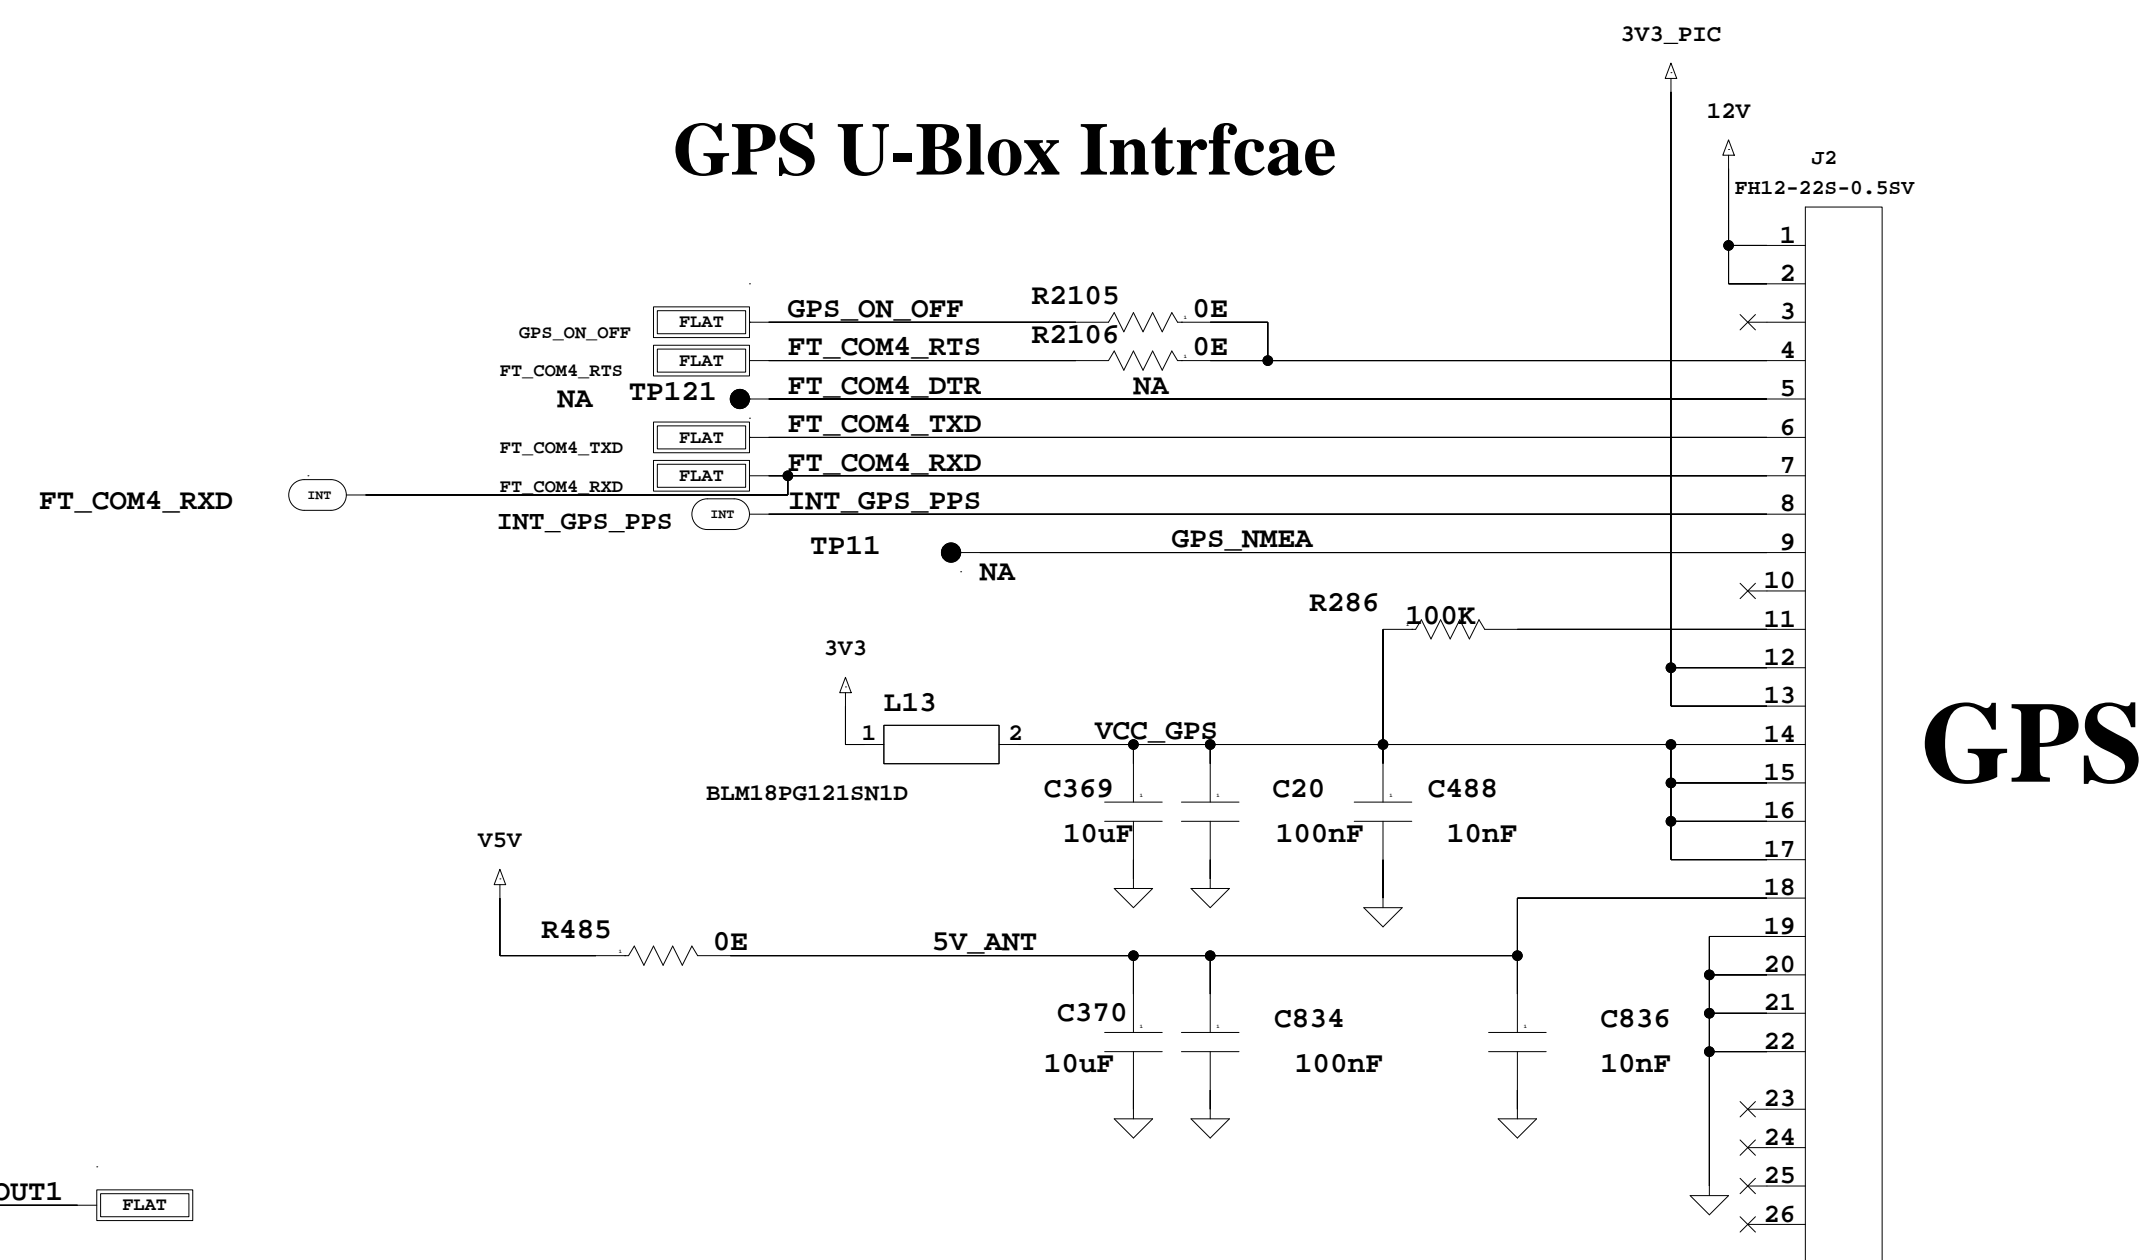 3V3_PIC
12V
GPS U-Blox Intrfcae
J2
FH12-22S-0.5SV
1
2
GPS_ON_OFF FLAT GPS_ON_OFF R2105 0E 3
FT_COM4_RTS FLAT FT_COM4_RTS R2106 0E 4
NA
NA TP121 FT_COM4_DTR 5
FT_COM4_TXD FLAT FT_COM4_TXD 6
FT_COM4_RXD FLAT FT_COM4_RXD 7
FT_COM4_RXD INT
INT_GPS_PPS INT INT_GPS_PPS 8
TP11 GPS_NMEA 9
NA
10
R286 100K 11
3V3 12
L13 13
1 2 VCC_GPS 14
GPS
BLM18PG121SN1D C369 C20 C488 15
10uF 100nF 10nF 16
V5V 17
18
R485 0E 5V_ANT 19
20
C370 C834 C836 21
10uF 100nF 10nF 22
23
24
25
OUT1 FLAT 26